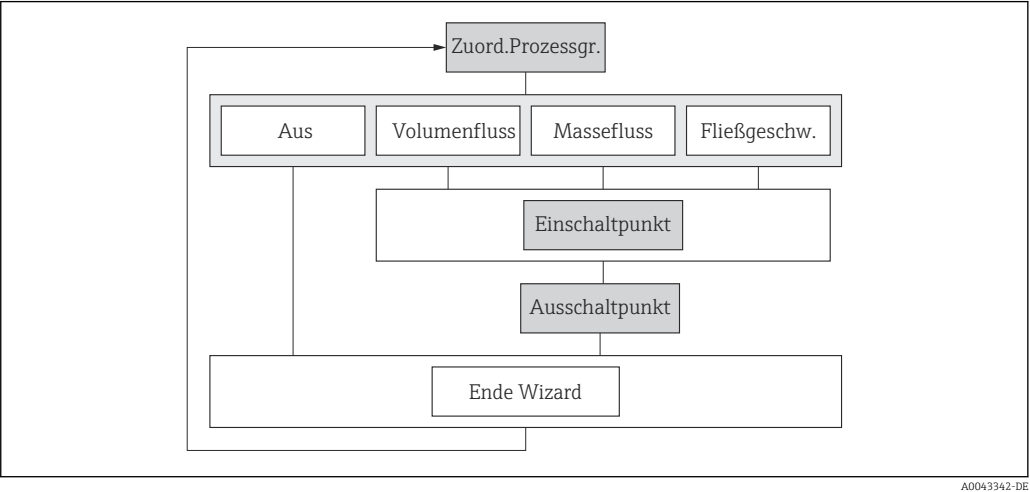 Zuord.Prozessgr.
Aus
Volumenfluss
Massefluss
Fließgeschw.
Einschaltpunkt
Ausschaltpunkt
Ende Wizard
A0043342-DE